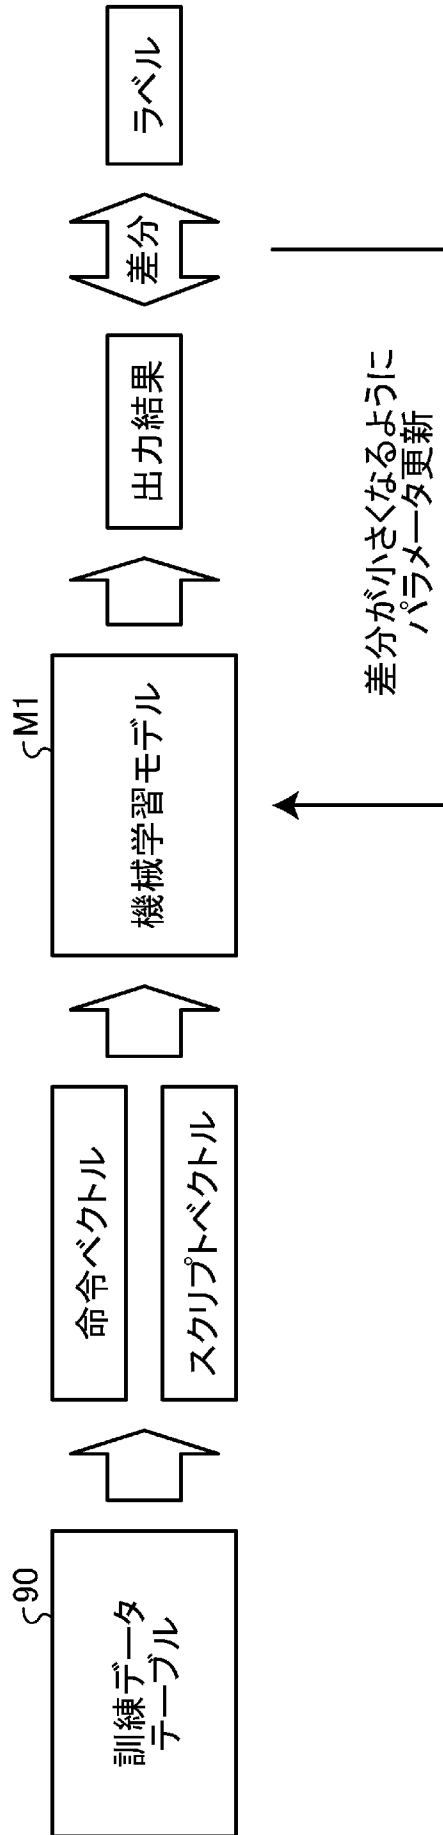 90
訓練データ
テーブル
命令ベクトル
スクリプトベクトル
M1
機械学習モデル
出力結果
差分
ラベル
差分が小さくなるように
パラメータ更新